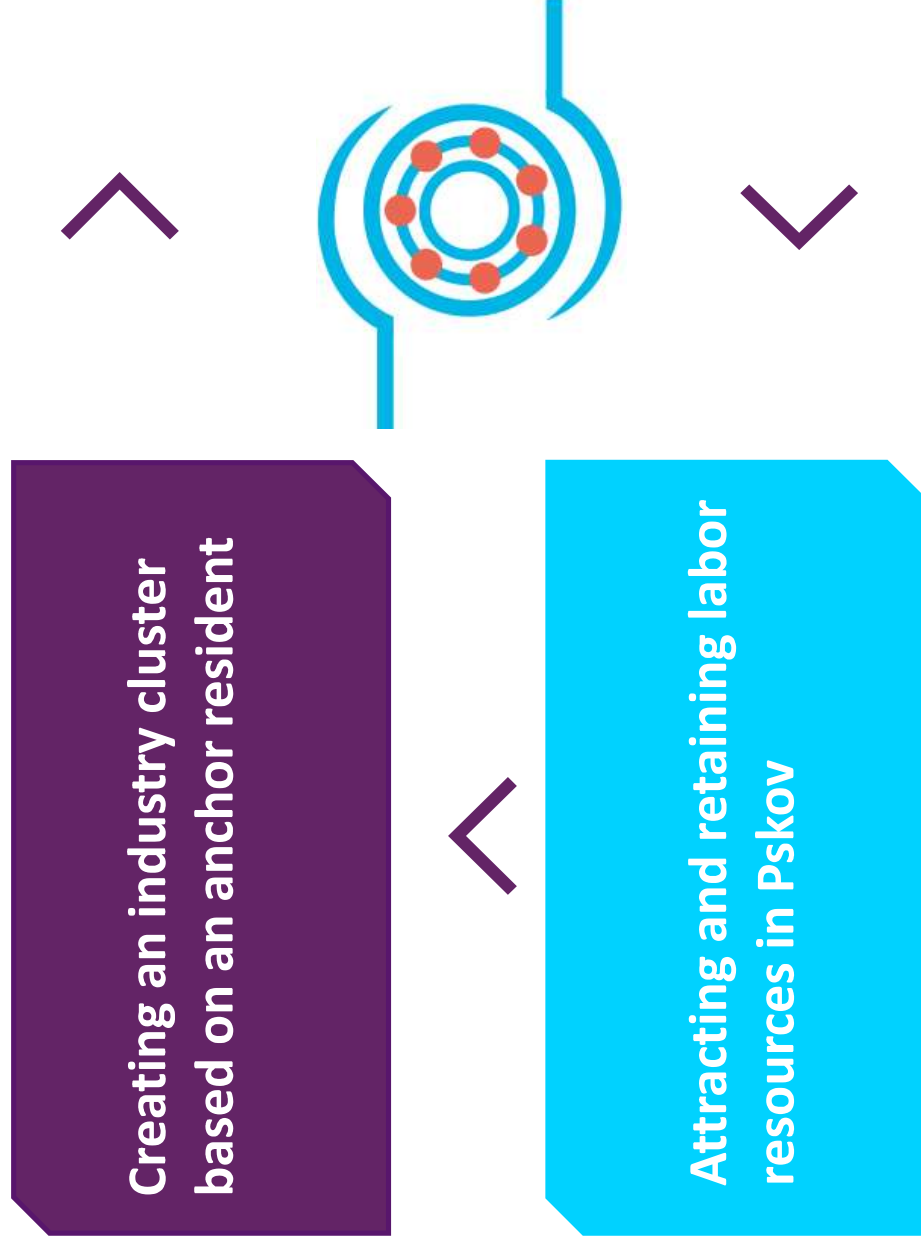 Creating an industry cluster
based on an anchor resident
Attracting and retaining labor
resources in Pskov